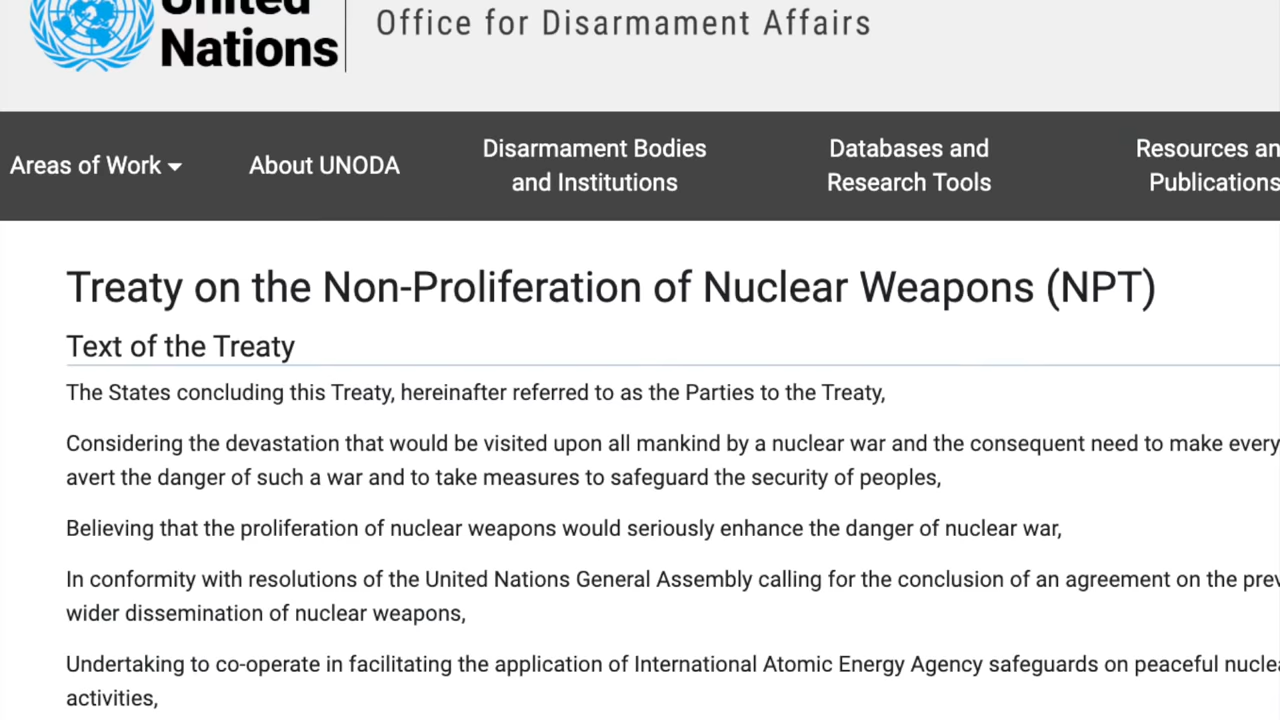 United
Nations
Office for Disarmament Affairs
Areas of Work
About UNODA
Disarmament Bodies
and Institutions
Databases and
Research Tools
Resources
Publications
Treaty on the Non-Proliferation of Nuclear Weapons (NPT)
Text of the Treaty
The States concluding this Treaty, hereinafter referred to as the Parties to the Treaty,
Considering the devastation that would be visited upon all mankind by a nuclear war and the consequent need to make every
avert the danger of such a war and to take measures to safeguard the security of peoples,
Believing that the proliferation of nuclear weapons would seriously enhance the danger of nuclear war,
In conformity with resolutions of the United Nations General Assembly calling for the conclusion of an agreement on the
wider dissemination of nuclear weapons,
Undertaking to co-operate in facilitating the application of International Atomic Energy Agency safeguards on peaceful
activities,